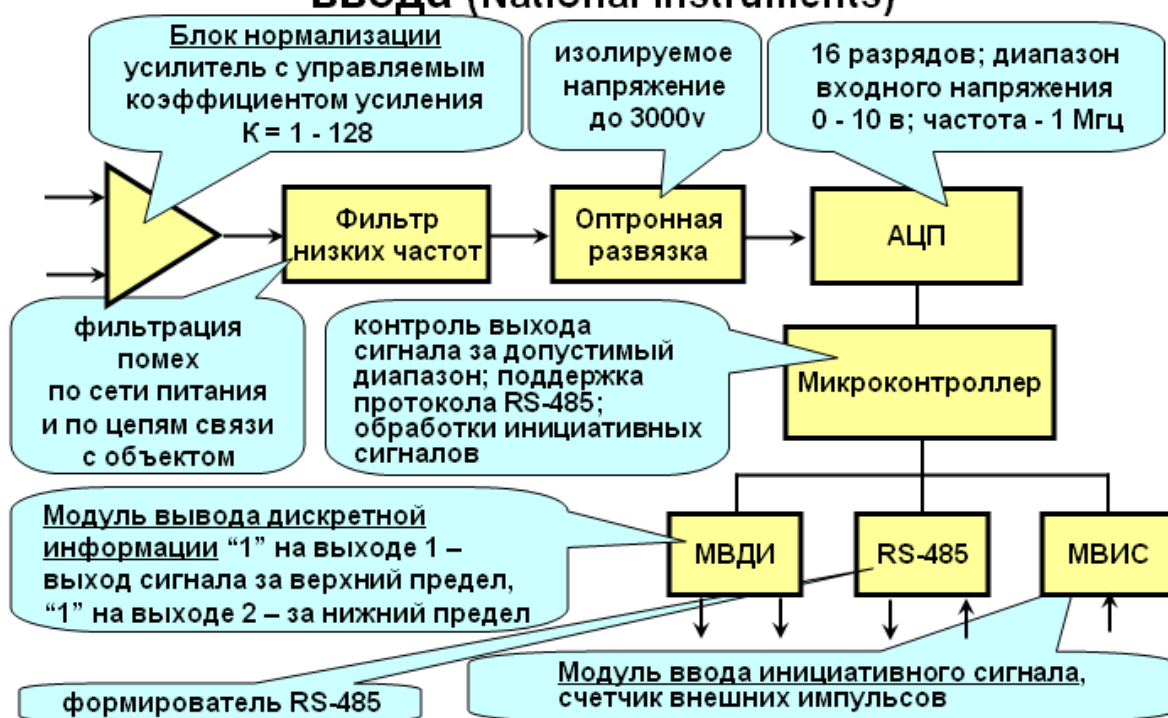 ввода (National Instruments)
Блок нормализации
усилитель с управляемым
коэффициентом усиления
К = 1 - 128
изолируемое
напряжение
до 3000v
16 разрядов; диапазон
входного напряжения
0 - 10 в; частота - 1 Мгц
Фильтр
низких частот
Оптронная
развязка
АЦП
фильтрация
помех
по сети питания
и по цепям связи
с объектом
контроль выхода
сигнала за допустимый
диапазон; поддержка
протокола RS-485;
обработки инициативных
сигналов
Микроконтроллер
Модуль вывода дискретной
информации “1” на выходе 1 –
выход сигнала за верхний предел,
“1” на выходе 2 – за нижний предел
МВДИ
RS-485
МВИС
формирователь RS-485
Модуль ввода инициативного сигнала,
счетчик внешних импульсов